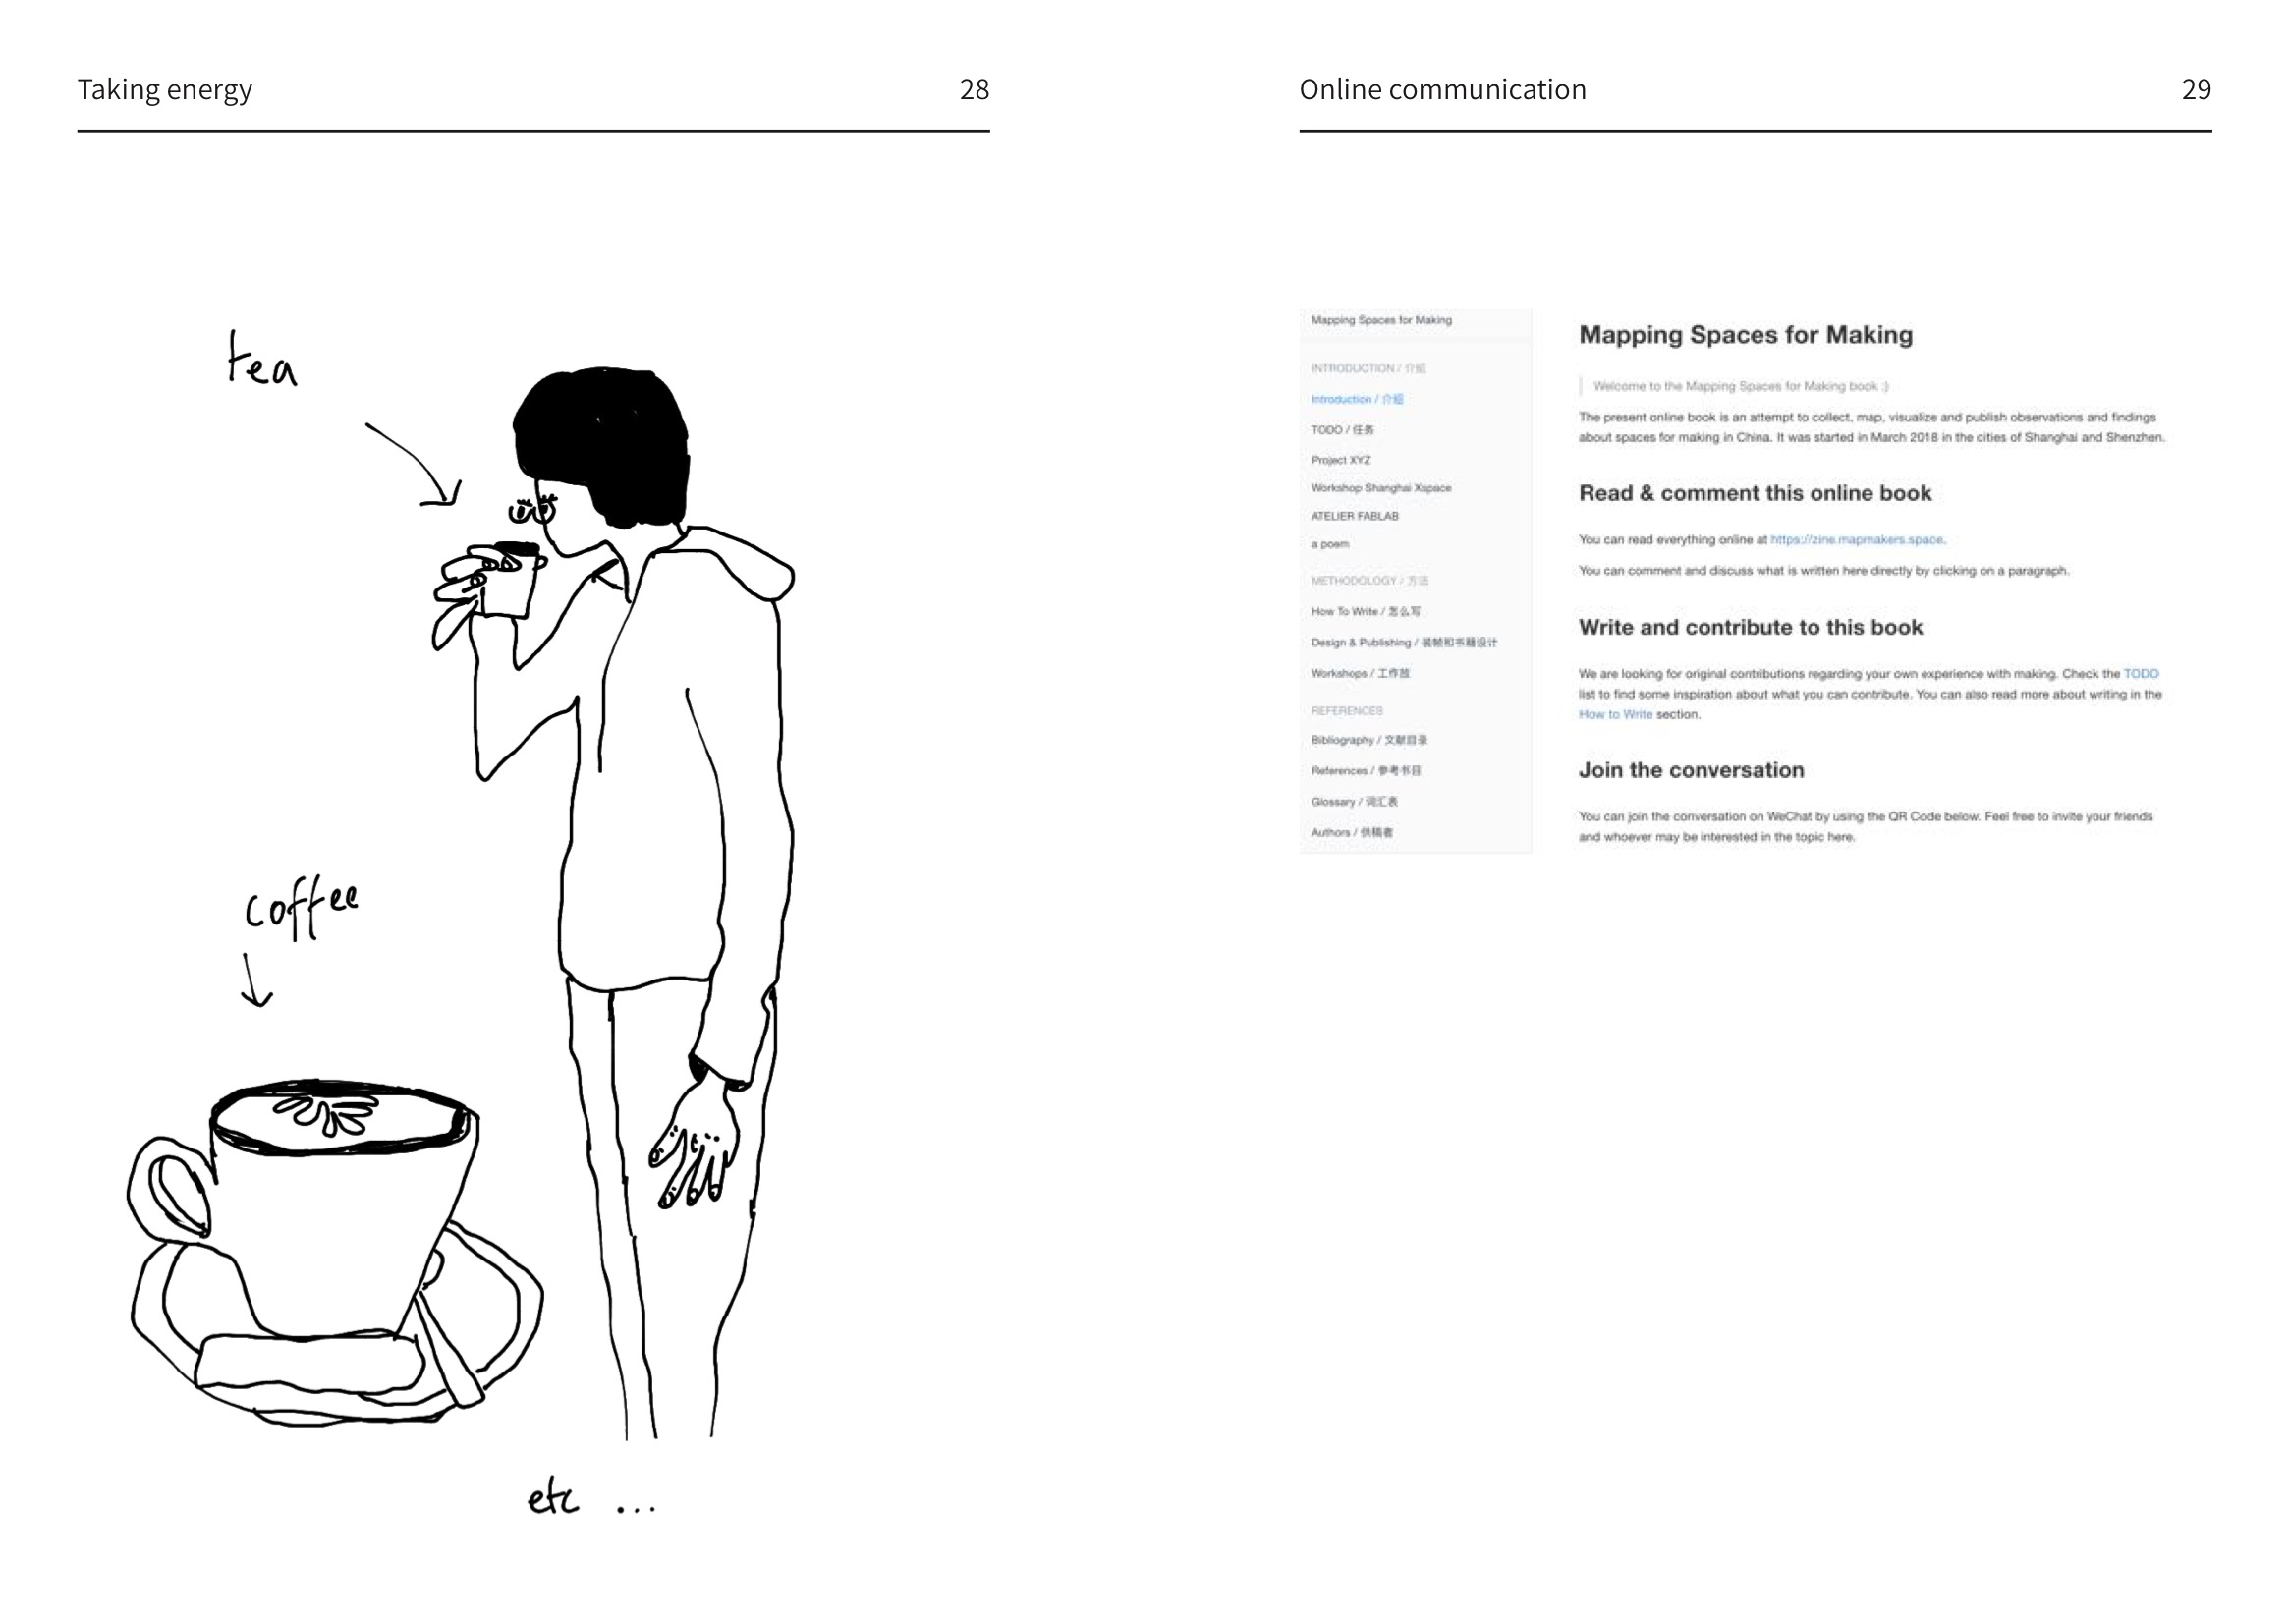 Taking energy 28
tea
coffee
etc ...
Online communication 29
Mapping Spaces for Making
INTRODUCTION / 介绍
Introduction / 介绍
TODO / 任务
Project XYZ
Workshop Shanghai Xspace
ATELIER FABLAB
a poem
METHODOLOGY / 方法
How To Write / 怎么写
Design & Publishing / 装帧和书籍设计
Workshops / 工作坊
REFERENCES
Bibliography / 文献目录
References / 参考书目
Glossary / 词汇表
Authors / 供稿者
Mapping Spaces for Making
Welcome to the Mapping Spaces for Making book :)
The present online book is an attempt to collect, map, visualize and publish observations and findings
about spaces for making in China. It was started in March 2018 in the cities of Shanghai and Shenzhen.
Read & comment this online book
You can read everything online at https://zine.mapmakers.space.
You can comment and discuss what is written here directly by clicking on a paragraph.
Write and contribute to this book
We are looking for original contributions regarding your own experience with making. Check the TODO
list to find some inspiration about what you can contribute. You can also read more about writing in the
How to Write section.
Join the conversation
You can join the conversation on WeChat by using the QR Code below. Feel free to invite your friends
and whoever may be interested in the topic here.